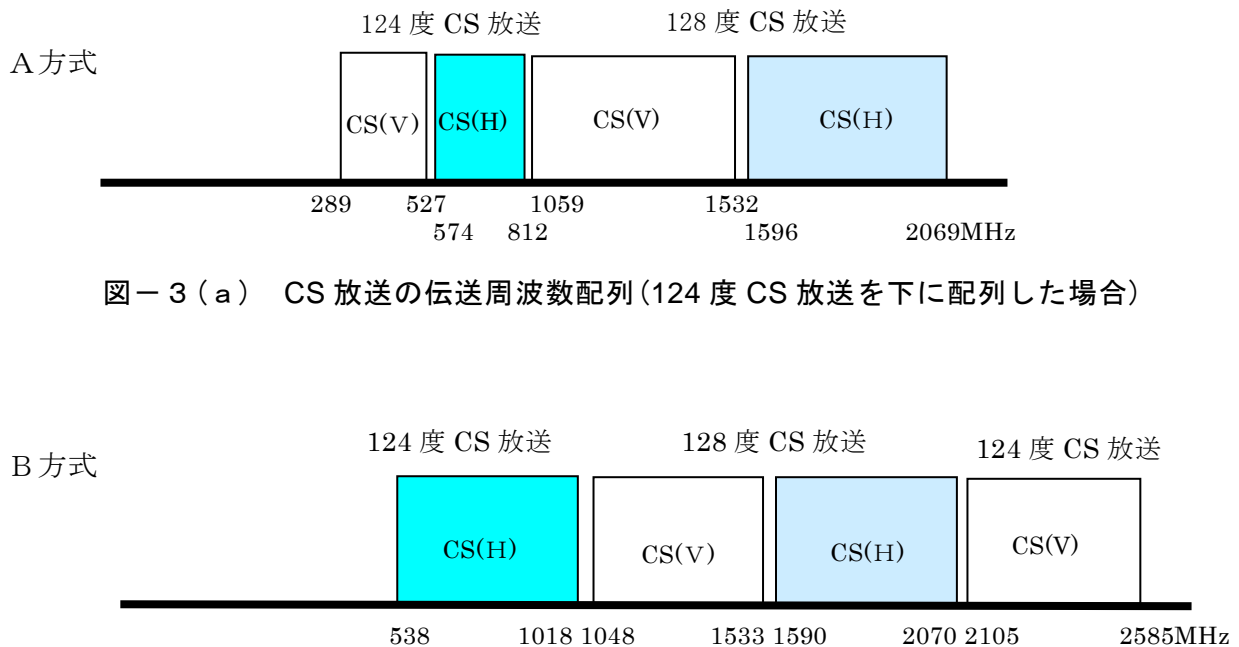 124 度 CS 放送 128 度 CS 放送
A方式
CS(V) CS(H) CS(V) CS(H)
289 527 1059 1532
574 812 1596 2069MHz
図－3(a) CS 放送の伝送周波数配列(124 度 CS 放送を下に配列した場合)
124 度 CS 放送 128 度 CS 放送 124 度 CS 放送
B方式
CS(H) CS(V) CS(H) CS(V)
538 1018 1048 1533 1590 2070 2105 2585MHz